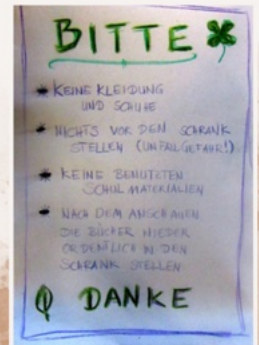 BITTE
KEINE KLEIDUNG
UND SCHUHE
NICHTS VOR DEN SCHRANK
STELLEN (UNFALLGEFAHR!)
KEINE BENUTZTEN
SCHULMATERIALIEN
NACH DEM ANSCHAUEN
DIE BÜCHER WIEDER
ORDENTLICH IN DEN
SCHRANK STELLEN
DANKE